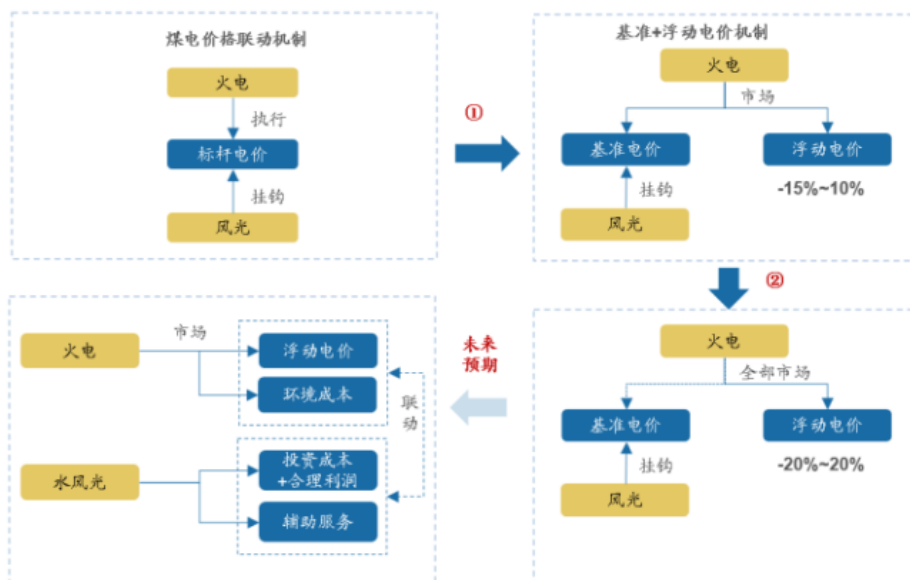 煤电价格联动机制
火电
执行
标杆电价
挂钩
风光
①
基准+浮动电价机制
火电
市场
基准电价
浮动电价
-15%~10%
挂钩
风光
②
火电
全部市场
基准电价
浮动电价
-20%~20%
挂钩
风光
未来
预期
火电
市场
浮动电价
环境成本
联动
水风光
投资成本
+合理利润
辅助服务